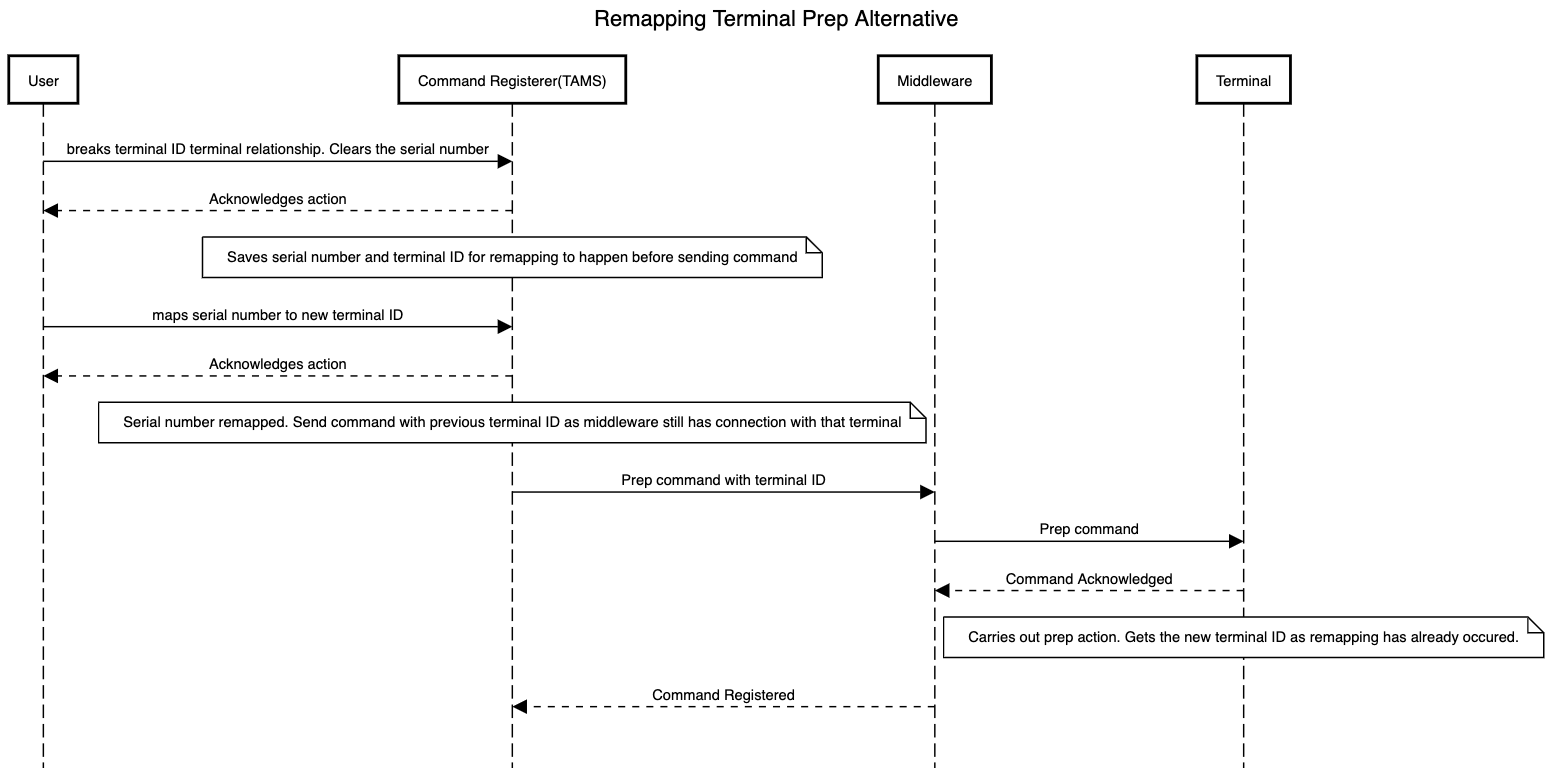 Remapping Terminal Prep Alternative
User
Command Registerer(TAMS)
Middleware
Terminal
breaks terminal ID terminal relationship. Clears the serial number
Acknowledges action
Saves serial number and terminal ID for remapping to happen before sending command
maps serial number to new terminal ID
Acknowledges action
Serial number remapped. Send command with previous terminal ID as middleware still has connection with that terminal
Prep command with terminal ID
Prep command
Command Acknowledged
Carries out prep action. Gets the new terminal ID as remapping has already occured.
Command Registered